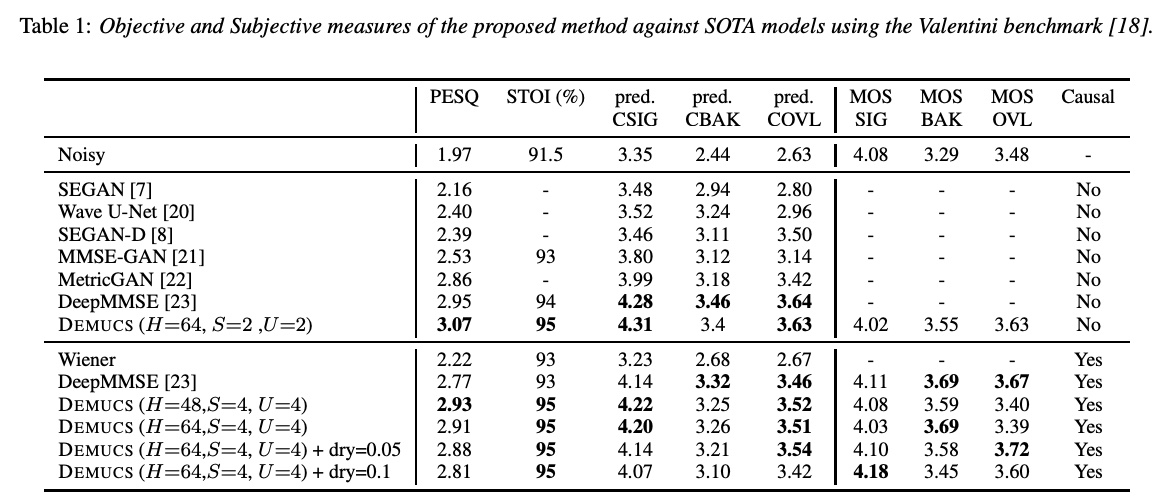 Table 1: Objective and Subjective measures of the proposed method against SOTA models using the Valentini benchmark [18].
PESQ STOI (%) pred. pred. pred. MOS MOS MOS Causal
CSIG CBAK COVL SIG BAK OVL
Noisy 1.97 91.5 3.35 2.44 2.63 4.08 3.29 3.48 -
SEGAN [7] 2.16 - 3.48 2.94 2.80 - - - No
Wave U-Net [20] 2.40 - 3.52 3.24 2.96 - - - No
SEGAN-D [8] 2.39 - 3.46 3.11 3.50 - - - No
MMSE-GAN [21] 2.53 93 3.80 3.12 3.14 - - - No
MetricGAN [22] 2.86 - 3.99 3.18 3.42 - - - No
DeepMMSE [23] 2.95 94 4.28 3.46 3.64 - - - No
DEMUCS (H=64, S=2 ,U=2) 3.07 95 4.31 3.4 3.63 4.02 3.55 3.63 No
Wiener 2.22 93 3.23 2.68 2.67 - - - Yes
DeepMMSE [23] 2.77 93 4.14 3.32 3.46 4.11 3.69 3.67 Yes
DEMUCS (H=48,S=4, U=4) 2.93 95 4.22 3.25 3.52 4.08 3.59 3.40 Yes
DEMUCS (H=64,S=4, U=4) 2.91 95 4.20 3.26 3.51 4.03 3.69 3.39 Yes
DEMUCS (H=64,S=4, U=4) + dry=0.05 2.88 95 4.14 3.21 3.54 4.10 3.58 3.72 Yes
DEMUCS (H=64,S=4, U=4) + dry=0.1 2.81 95 4.07 3.10 3.42 4.18 3.45 3.60 Yes